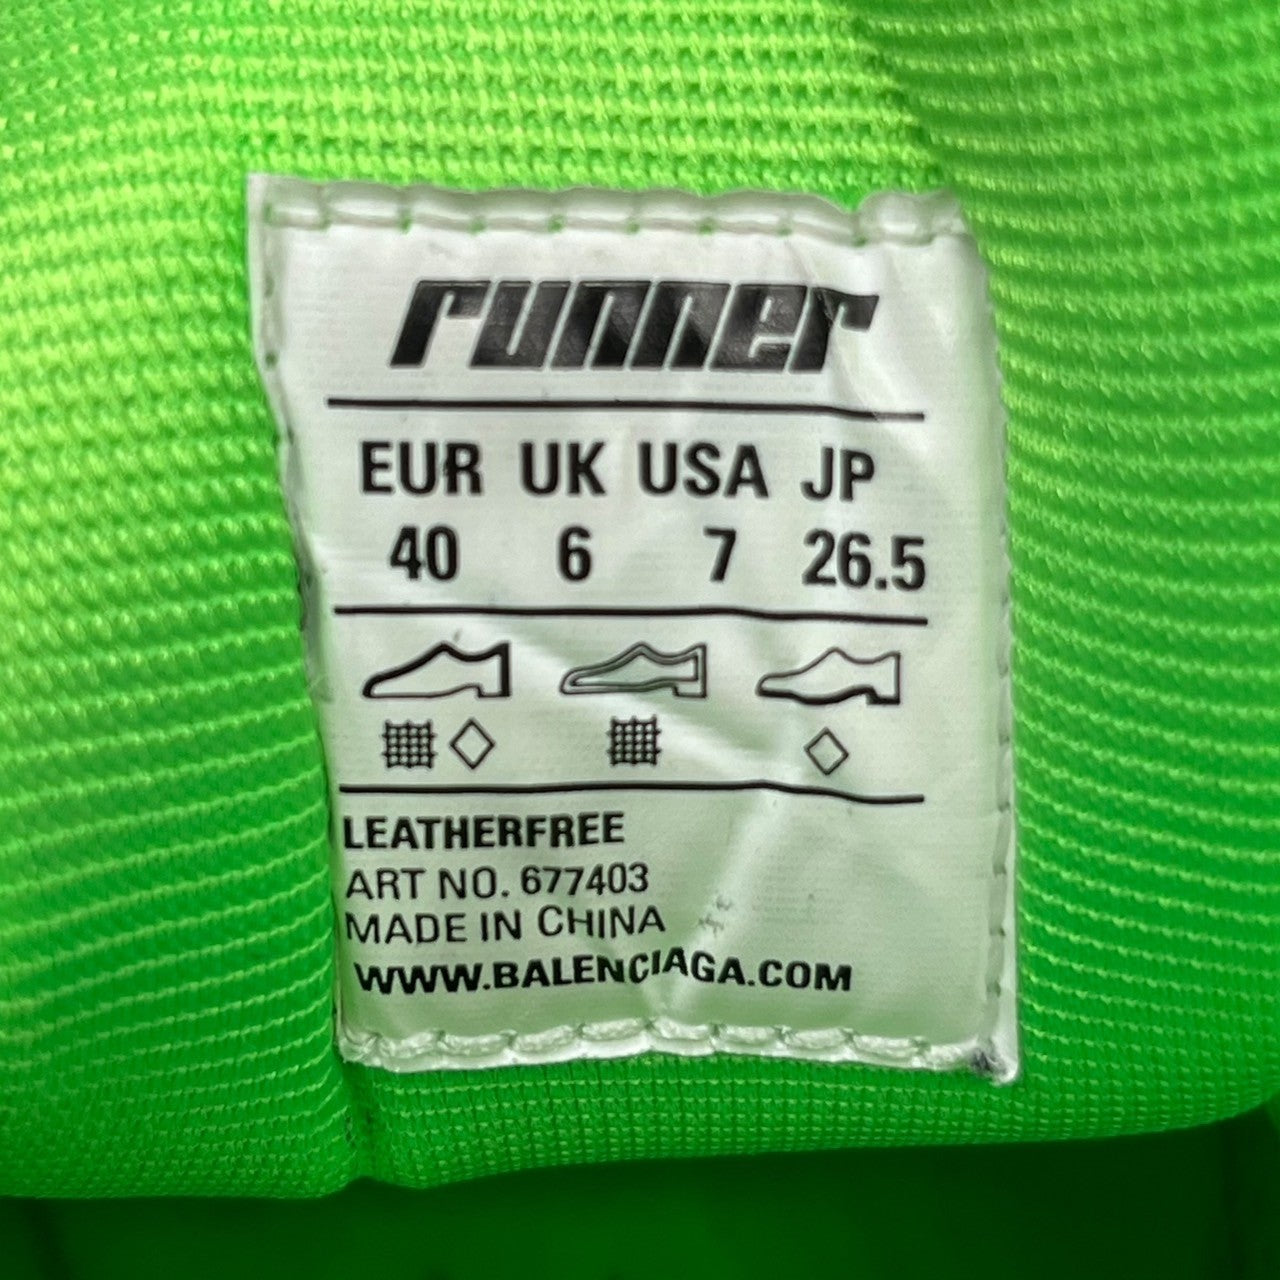 runner
EUR UK USA JP
40 6 7 26.5
LEATHERFREE
ART NO. 677403
MADE IN CHINA
WWW.BALENCIAGA.COM